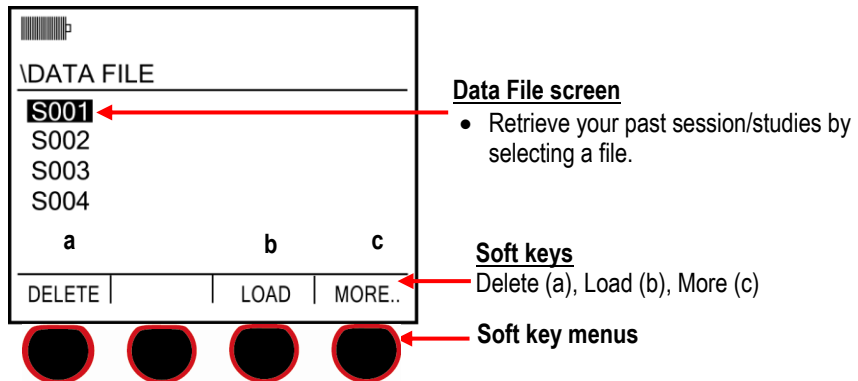 \DATA FILE
S001
S002
S003
S004
a b c
DELETE LOAD MORE..
Data File screen
• Retrieve your past session/studies by
selecting a file.
Soft keys
Delete (a), Load (b), More (c)
Soft key menus